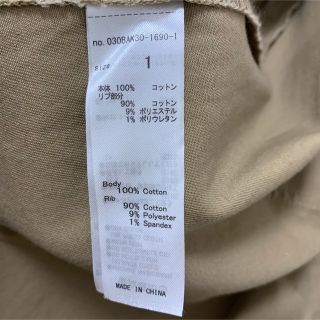 no. 030BAK30-1690-1
size 1
本体 100% コットン
リブ部分
90% コットン
9% ポリエステル
1% ポリウレタン
Body
100% Cotton
Rib
90% Cotton
9% Polyester
1% Spandex
MADE IN CHINA